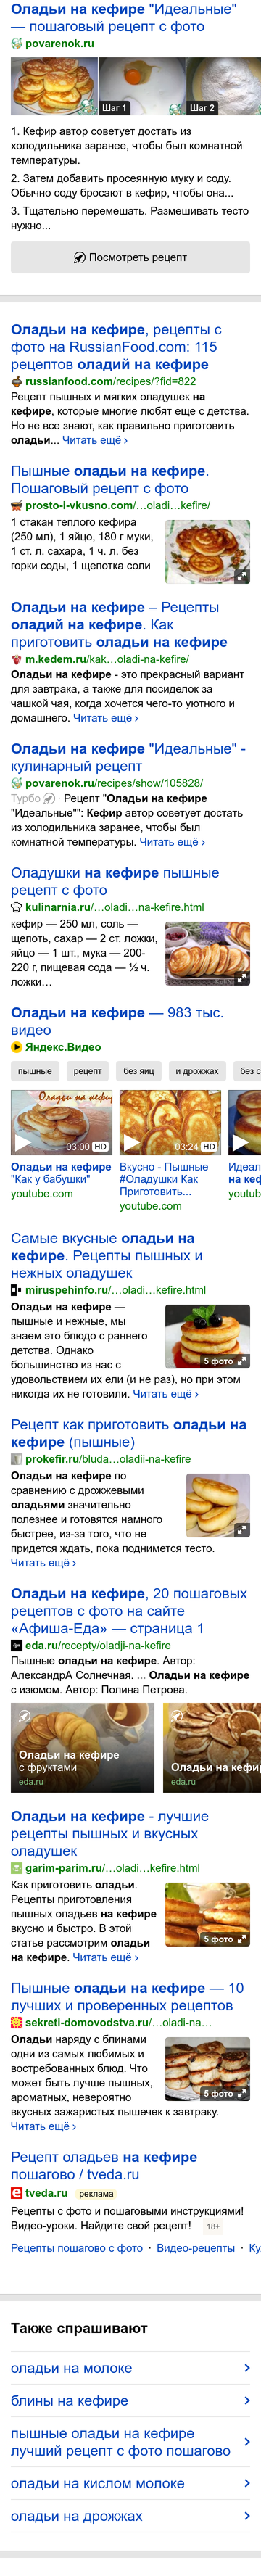 Оладьи на кефире "Идеальные"
— пошаговый рецепт с фото
povarenok.ru
Шаг 1
Шаг 2
1. Кефир автор советует достать из
холодильника заранее, чтобы был комнатной
температуры.
2. Затем добавить просеянную муку и соду.
Обычно соду бросают в кефир, чтобы она...
3. Тщательно перемешать. Размешивать тесто
нужно...
Посмотреть рецепт
Оладьи на кефире, рецепты с
фото на RussianFood.com: 115
рецептов оладий на кефире
russianfood.com/recipes/?fid=822
Рецепт пышных и мягких оладушек на
кефире, которые многие любят еще с детства.
Но не все знают, как правильно приготовить
оладьи... Читать ещё ›
Пышные оладьи на кефире.
Пошаговый рецепт с фото
prosto-i-vkusno.com/...oladi...kefire/
1 стакан теплого кефира
(250 мл), 1 яйцо, 180 г муки,
1 ст. л. сахара, 1 ч. л. без
горки соды, 1 щепотка соли
Оладьи на кефире – Рецепты
оладий на кефире. Как
приготовить оладьи на кефире
m.kedem.ru/kak...oladi-na-kefire/
Оладьи на кефире - это прекрасный вариант
для завтрака, а также для посиделок за
чашкой чая, когда хочется чего-то уютного и
домашнего. Читать ещё ›
Оладьи на кефире "Идеальные" -
кулинарный рецепт
povarenok.ru/recipes/show/105828/
Турбо · Рецепт "Оладьи на кефире
"Идеальные"": Кефир автор советует достать
из холодильника заранее, чтобы был
комнатной температуры. Читать ещё ›
Оладушки на кефире пышные
рецепт с фото
kulinarnia.ru/...oladi...na-kefire.html
кефир — 250 мл, соль —
щепоть, сахар — 2 ст. ложки,
яйцо — 1 шт., мука — 200-
220 г, пищевая сода — ½ ч.
ложки...
Оладьи на кефире — 983 тыс.
видео
Яндекс.Видео
пышные
рецепт
без яиц
и дрожжах
без с
Оладьи на кефире
03:00 HD
03:24 HD
Оладьи на кефире
"Как у бабушки"
youtube.com
Вкусно - Пышные
#Оладушки Как
Приготовить...
youtube.com
Идеал
на кеф
youtub
Самые вкусные оладьи на
кефире. Рецепты пышных и
нежных оладушек
miruspehinfo.ru/...oladi...kefire.html
Оладьи на кефире —
пышные и нежные, мы
знаем это блюдо с раннего
детства. Однако
большинство из нас с
удовольствием их ели (и не раз), но при этом
никогда их не готовили. Читать ещё ›
5 фото
Рецепт как приготовить оладьи на
кефире (пышные)
prokefir.ru/bluda...oladii-na-kefire
Оладьи на кефире по
сравнению с дрожжевыми
оладьями значительно
полезнее и готовятся намного
быстрее, из-за того, что не
придется ждать, пока поднимется тесто.
Читать ещё ›
Оладьи на кефире, 20 пошаговых
рецептов с фото на сайте
«Афиша-Еда» — страница 1
eda.ru/recepty/oladji-na-kefire
Пышные оладьи на кефире. Автор:
АлександрА Солнечная. ... Оладьи на кефире
с изюмом. Автор: Полина Петрова.
Оладьи на кефире
с фруктами
eda.ru
Оладьи на кефир
eda.ru
Оладьи на кефире - лучшие
рецепты пышных и вкусных
оладушек
garim-parim.ru/...oladi...kefire.html
Как приготовить оладьи.
Рецепты приготовления
пышных оладьев на кефире
вкусно и быстро. В этой
статье рассмотрим оладьи
на кефире. Читать ещё ›
5 фото
Пышные оладьи на кефире — 10
лучших и проверенных рецептов
sekreti-domovodstva.ru/...oladi-na...
Оладьи наряду с блинами
одни из самых любимых и
востребованных блюд. Что
может быть лучше пышных,
ароматных, невероятно
вкусных зажаристых пышечек к завтраку.
Читать ещё ›
5 фото
Рецепт оладьев на кефире
пошагово / tveda.ru
tveda.ru реклама
Рецепты с фото и пошаговыми инструкциями!
Видео-уроки. Найдите свой рецепт! 18+
Рецепты пошагово с фото · Видео-рецепты · Ку
Также спрашивают
оладьи на молоке
блины на кефире
пышные оладьи на кефире
лучший рецепт с фото пошагово
оладьи на кислом молоке
оладьи на дрожжах